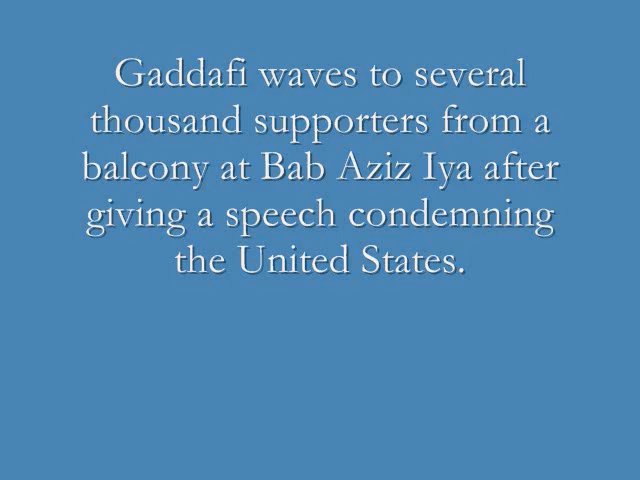 Gaddafi waves to several
thousand supporters from a
balcony at Bab Aziz Iya after
giving a speech condemning
the United States.